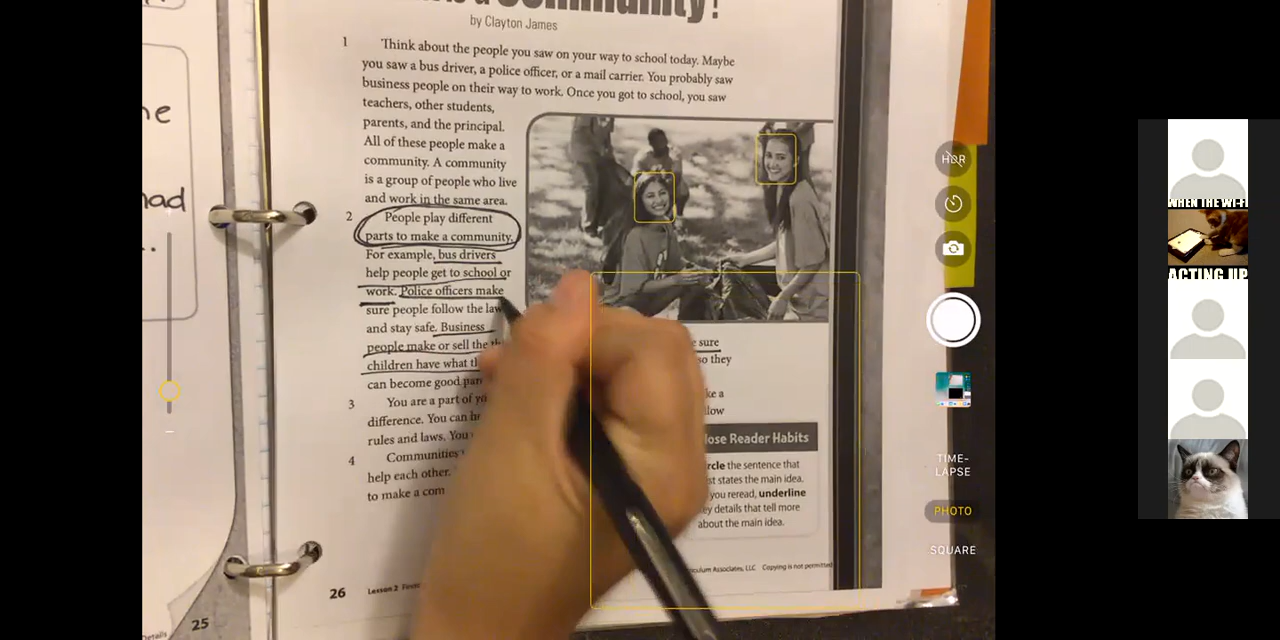 Community!
by Clayton James
1 Think about the people you saw on your way to school today. Maybe
you saw a bus driver, a police officer, or a mail carrier. You probably saw
business people on their way to work. Once you got to school, you saw
teachers, other students,
parents, and the principal.
All of these people make a
community. A community
is a group of people who live
and work in the same area.
2 People play different
parts to make a community.
For example, bus drivers
help people get to school or
work. Police officers make
sure people follow the law
and stay safe. Business
people make or sell the
children have what
can become good
3 You are a part of
difference. You can
rules and laws. You
4 Communities
help each other.
to make a com
sure
so they
ke a
low
lose Reader Habits
rcle the sentence that
st states the main idea.
you reread, underline
ey details that tell more
about the main idea.
Copying is not permitted
26 Lesson 2
Details 25
had
HDR
TIME-
LAPSE
PHOTO
SQUARE
WHEN THE WI-FI
ACTING UP